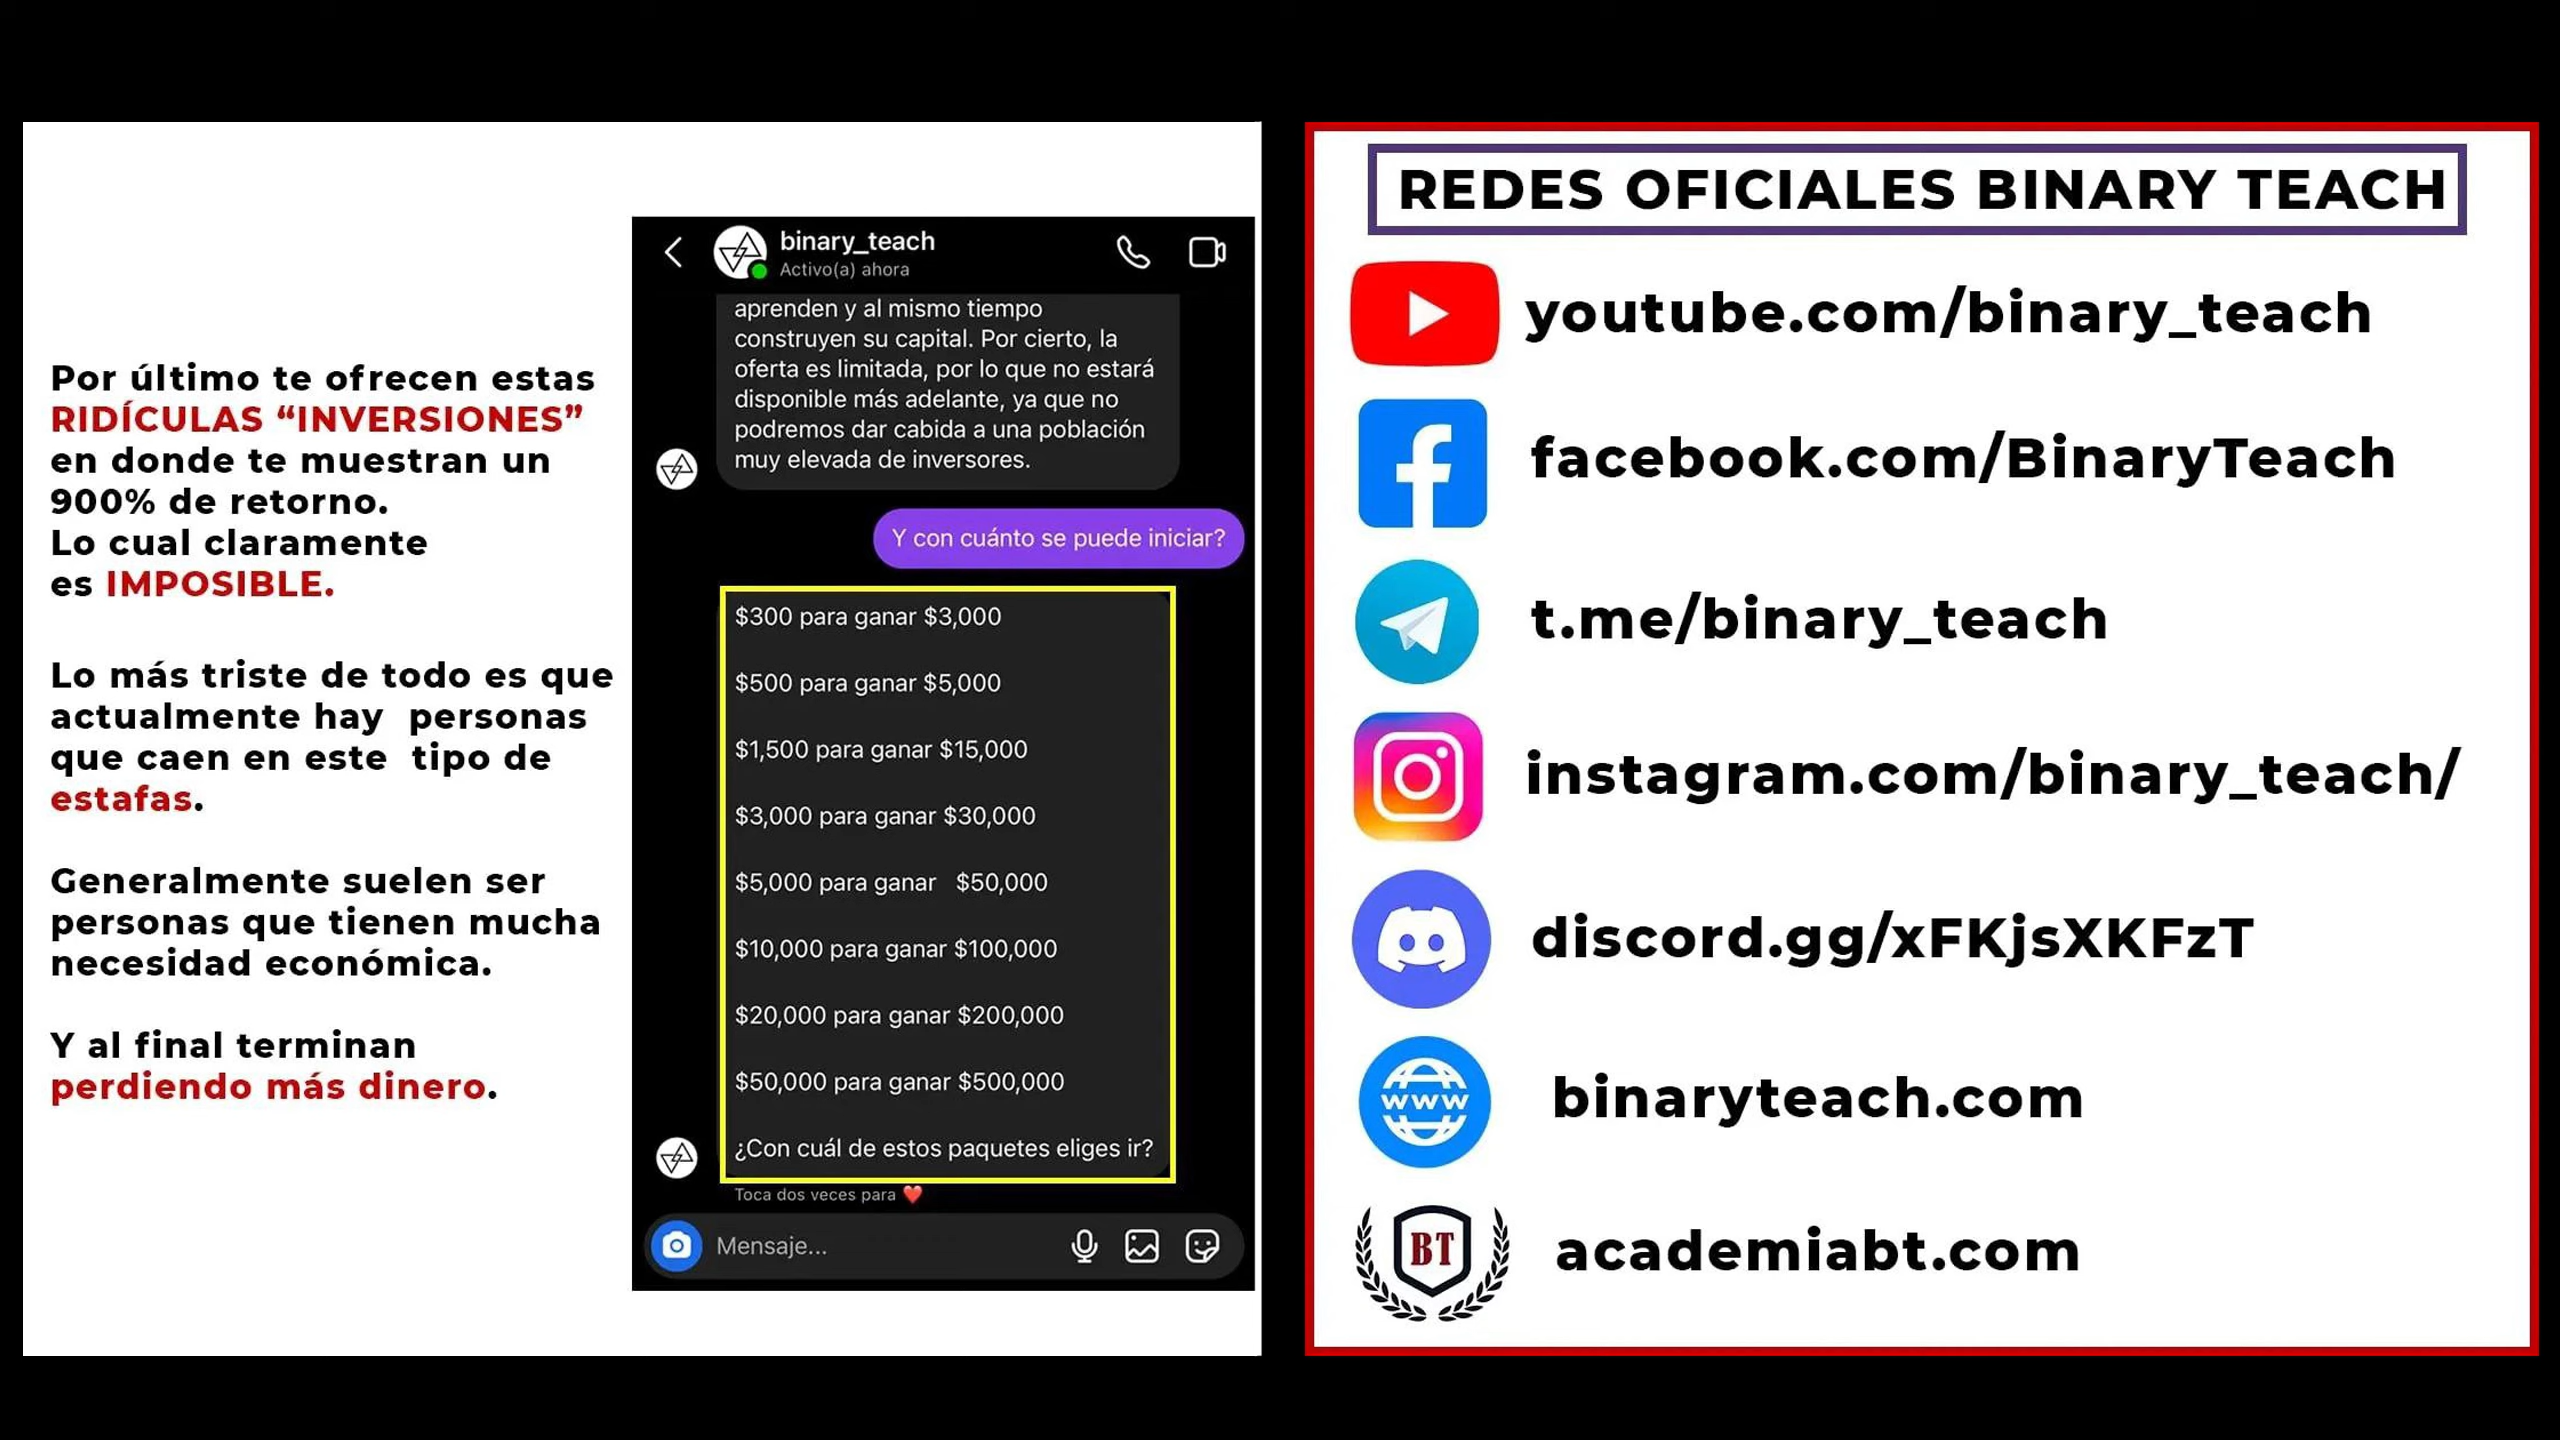 Por último te ofrecen estas
RIDÍCULAS “INVERSIONES”
en donde te muestran un
900% de retorno.
Lo cual claramente
es IMPOSIBLE.
Lo más triste de todo es que
actualmente hay personas
que caen en este tipo de
estafas.
Generalmente suelen ser
personas que tienen mucha
necesidad económica.
Y al final terminan
perdiendo más dinero.
binary_teach
Activo(a) ahora
aprenden y al mismo tiempo
construyen su capital. Por cierto, la
oferta es limitada, por lo que no estará
disponible más adelante, ya que no
podremos dar cabida a una población
muy elevada de inversores.
Y con cuánto se puede iniciar?
$300 para ganar $3,000
$500 para ganar $5,000
$1,500 para ganar $15,000
$3,000 para ganar $30,000
$5,000 para ganar $50,000
$10,000 para ganar $100,000
$20,000 para ganar $200,000
$50,000 para ganar $500,000
¿Con cuál de estos paquetes eliges ir?
Toca dos veces para ❤️
Mensaje...
REDES OFICIALES BINARY TEACH
youtube.com/binary_teach
facebook.com/BinaryTeach
t.me/binary_teach
instagram.com/binary_teach/
discord.gg/xFKjsXKFzT
www
binaryteach.com
BT
academiabt.com